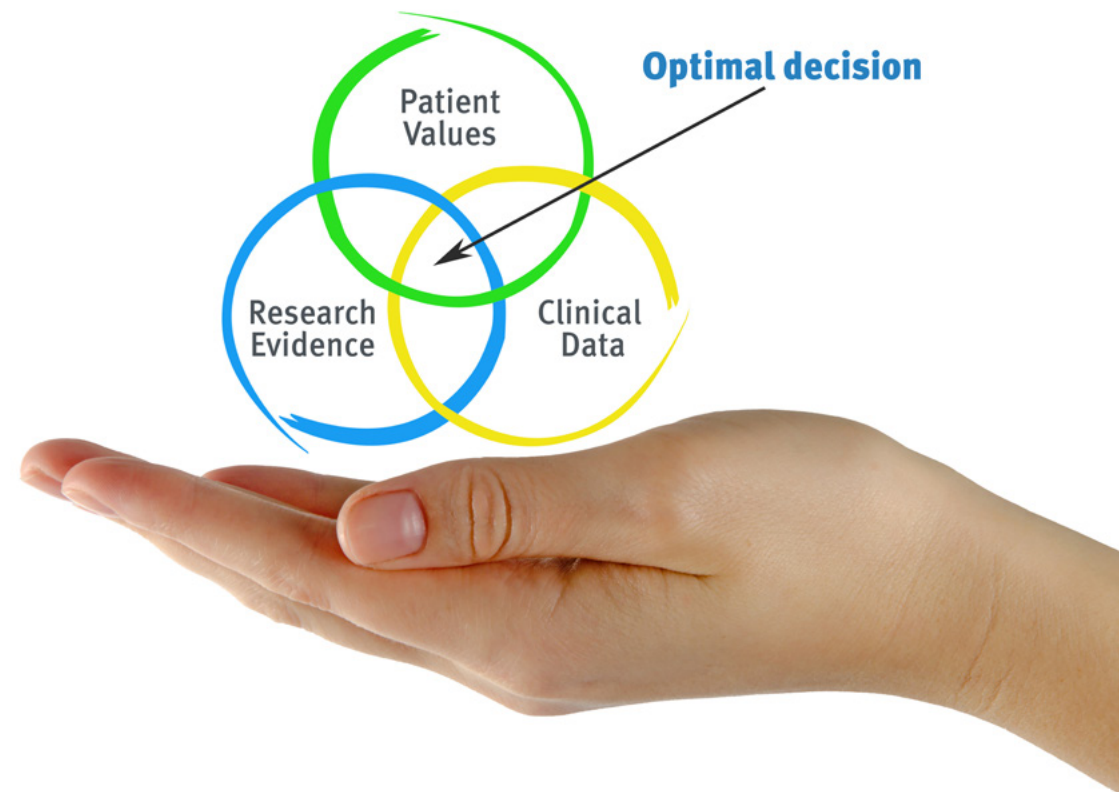 Optimal decision
Patient
Values
Research
Evidence
Clinical
Data